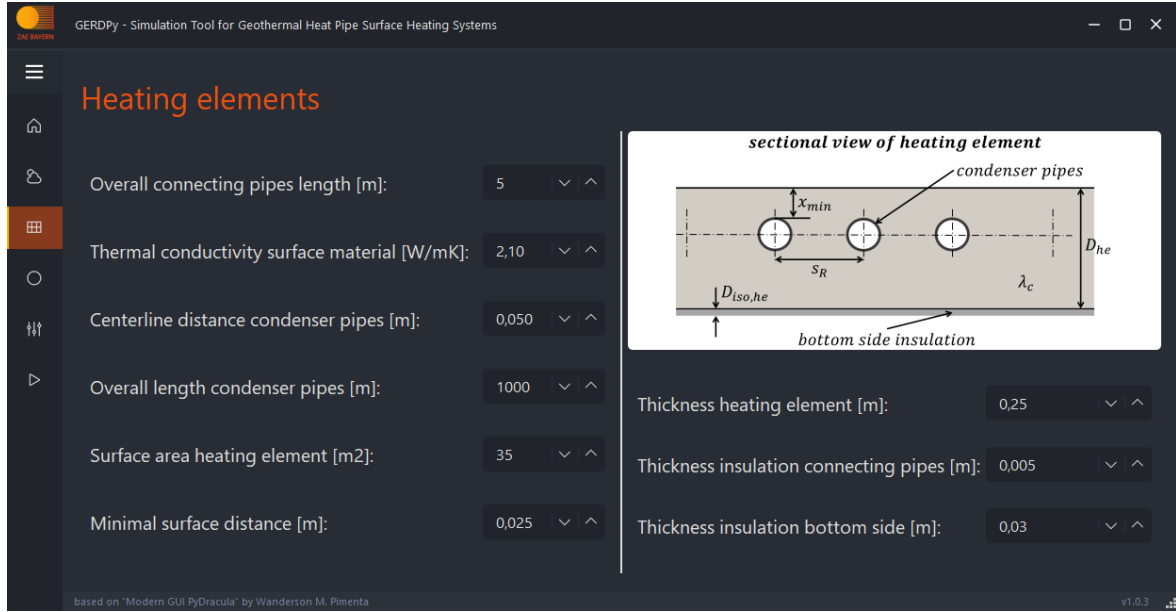 ZAE BAYERN
GERDPy - Simulation Tool for Geothermal Heat Pipe Surface Heating Systems
Heating elements
Overall connecting pipes length [m]: 5
Thermal conductivity surface material [W/mK]: 2,10
Centerline distance condenser pipes [m]: 0,050
Overall length condenser pipes [m]: 1000
Surface area heating element [m2]: 35
Minimal surface distance [m]: 0,025
sectional view of heating element
condenser pipes
x_min
D_he
s_R
λ_c
D_iso,he
bottom side insulation
Thickness heating element [m]: 0,25
Thickness insulation connecting pipes [m]: 0,005
Thickness insulation bottom side [m]: 0,03
based on "Modern GUI PyDracula" by Wanderson M. Pimenta
v1.0.3